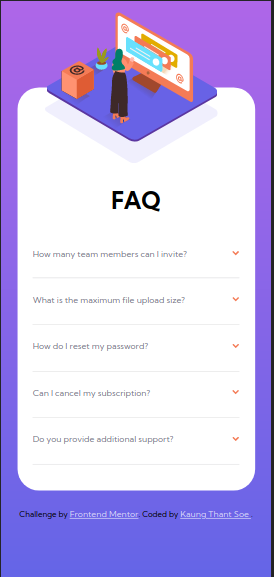 FAQ
How many team members can I invite?
What is the maximum file upload size?
How do I reset my password?
Can I cancel my subscription?
Do you provide additional support?
Challenge by Frontend Mentor. Coded by Kaung Thant Soe.